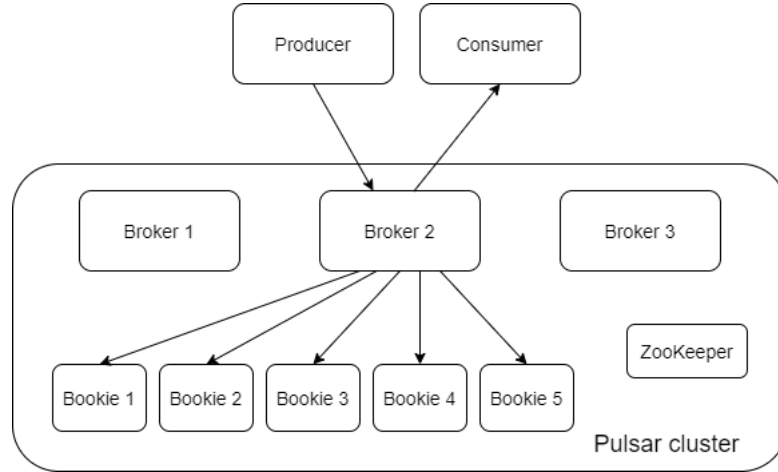 Producer
Consumer
Broker 1
Broker 2
Broker 3
ZooKeeper
Bookie 1
Bookie 2
Bookie 3
Bookie 4
Bookie 5
Pulsar cluster